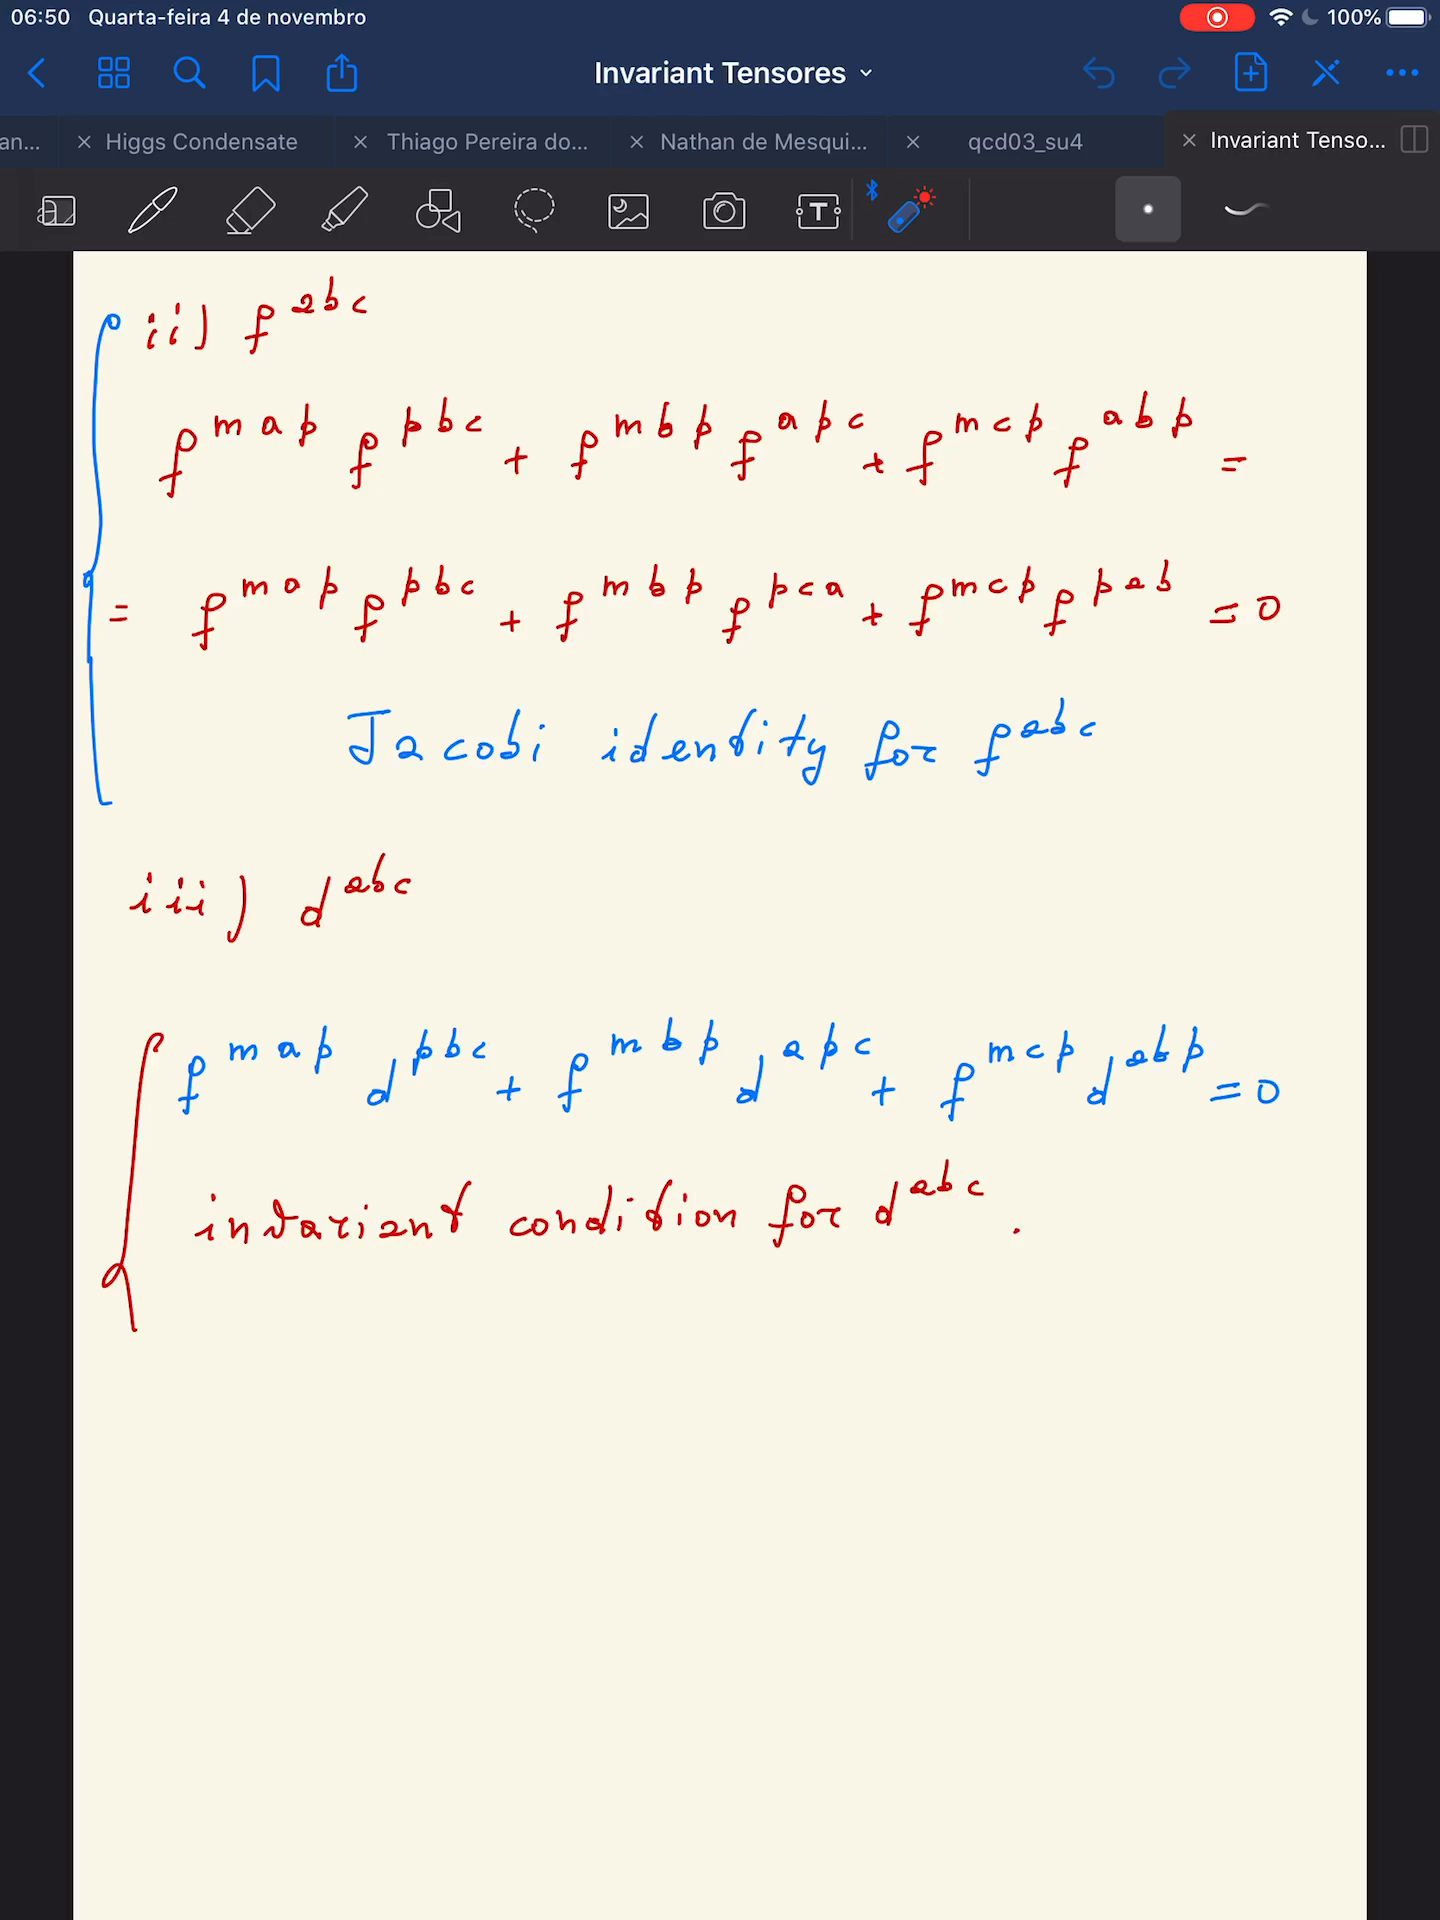 06:50 Quarta-feira 4 de novembro 100%
Invariant Tensores
an... × Higgs Condensate × Thiago Pereira do... × Nathan de Mesqui... × qcd03_su4 × Invariant Tenso...
T
ii) f^{abc}
f^{map} f^{pbc} + f^{mbp} f^{apc} + f^{mcp} f^{abp} =
= f^{map} f^{pbc} + f^{mbp} f^{pca} + f^{mcp} f^{pab} = 0
Jacobi identity for f^{abc}
iii) d^{abc}
f^{map} d^{pbc} + f^{mbp} d^{apc} + f^{mcp} d^{abp} = 0
invariant condition for d^{abc}.